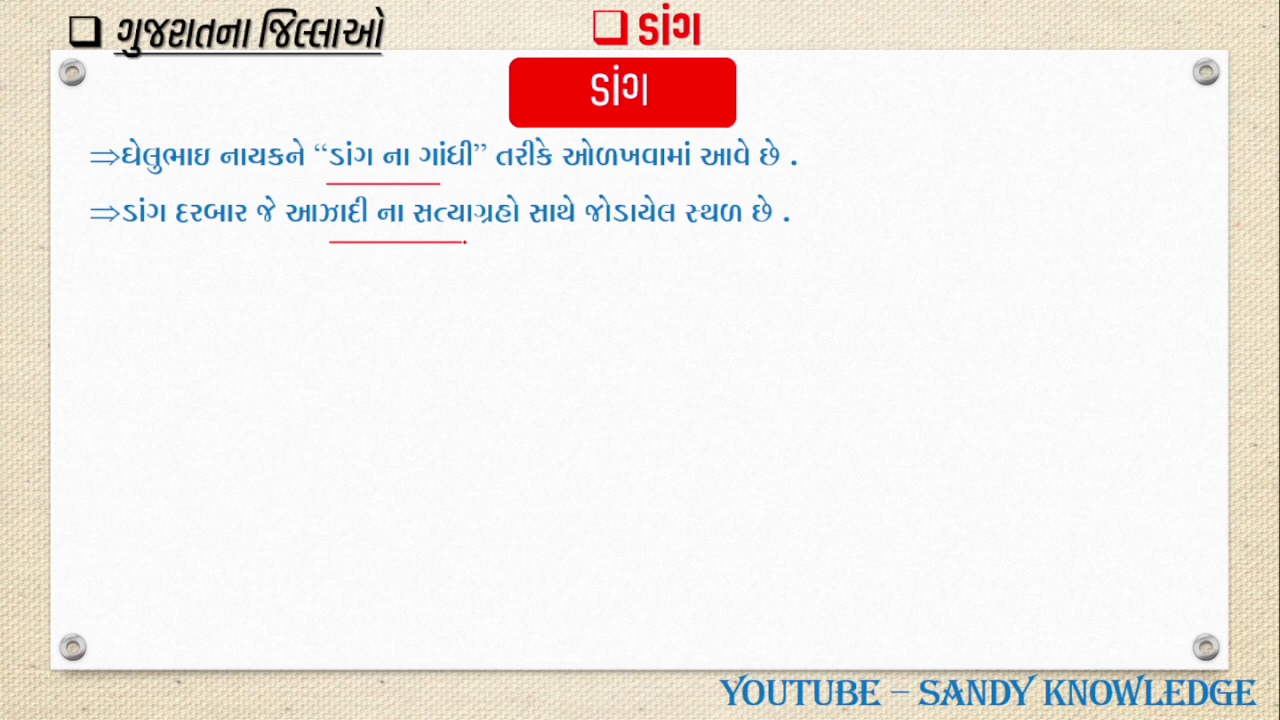 ❑ ગુજરાતના જિલ્લાઓ
❑ ડાંગ
ડાંગ
⇒ઘેલુભાઇ નાયકને “ડાંગ ના ગાંધી” તરીકે ઓળખવામાં આવે છે .
⇒ડાંગ દરબાર જે આઝાદી ના સત્યાગ્રહો સાથે જોડાયેલ સ્થળ છે .
YOUTUBE – SANDY KNOWLEDGE